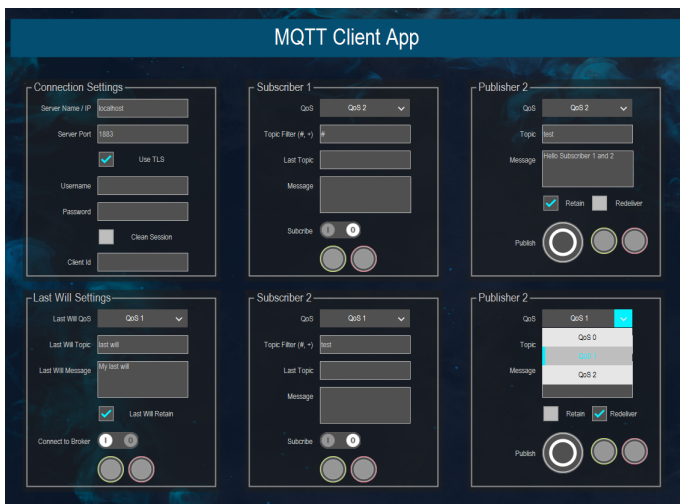 MQTT Client App
Connection Settings
Server Name / IP localhost
Server Port 1883
Use TLS
Username
Password
Clean Session
Client Id
Subscriber 1
QoS QoS 2
Topic Filter (#, +) #
Last Topic
Message
Subcribe I O
Publisher 2
QoS QoS 2
Topic test
Message Hello Subscriber 1 and 2
Retain Redeliver
Publish
Last Will Settings
Last Will QoS QoS 1
Last Will Topic last will
Last Will Message My last will
Last Will Retain
Connect to Broker I O
Subscriber 2
QoS QoS 1
Topic Filter (#, +) test
Last Topic
Message
Subcribe I O
Publisher 2
QoS QoS 1
QoS 0
Topic
QoS 1
Message QoS 2
Retain Redeliver
Publish